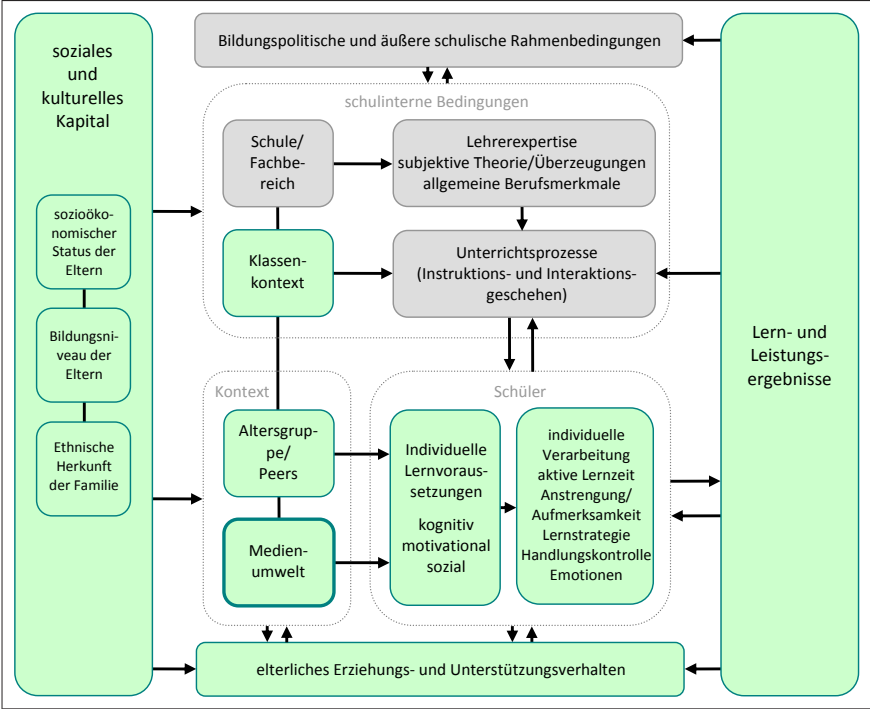 soziales
und
kulturelles
Kapital
sozioöko-
nomischer
Status der
Eltern
Bildungsni-
veau der
Eltern
Ethnische
Herkunft
der Familie
Bildungspolitische und äußere schulische Rahmenbedingungen
schulinterne Bedingungen
Schule/
Fachbe-
reich
Lehrerexpertise
subjektive Theorie/Überzeugungen
allgemeine Berufsmerkmale
Klassen-
kontext
Unterrichtsprozesse
(Instruktions- und Interaktions-
geschehen)
Kontext
Altersgrup-
pe/
Peers
Medien-
umwelt
Schüler
Individuelle
Lernvoraus-
setzungen
kognitiv
motivational
sozial
individuelle
Verarbeitung
aktive Lernzeit
Anstrengung/
Aufmerksamkeit
Lernstrategie
Handlungskontrolle
Emotionen
elterliches Erziehungs- und Unterstützungsverhalten
Lern- und
Leistungs-
ergebnisse